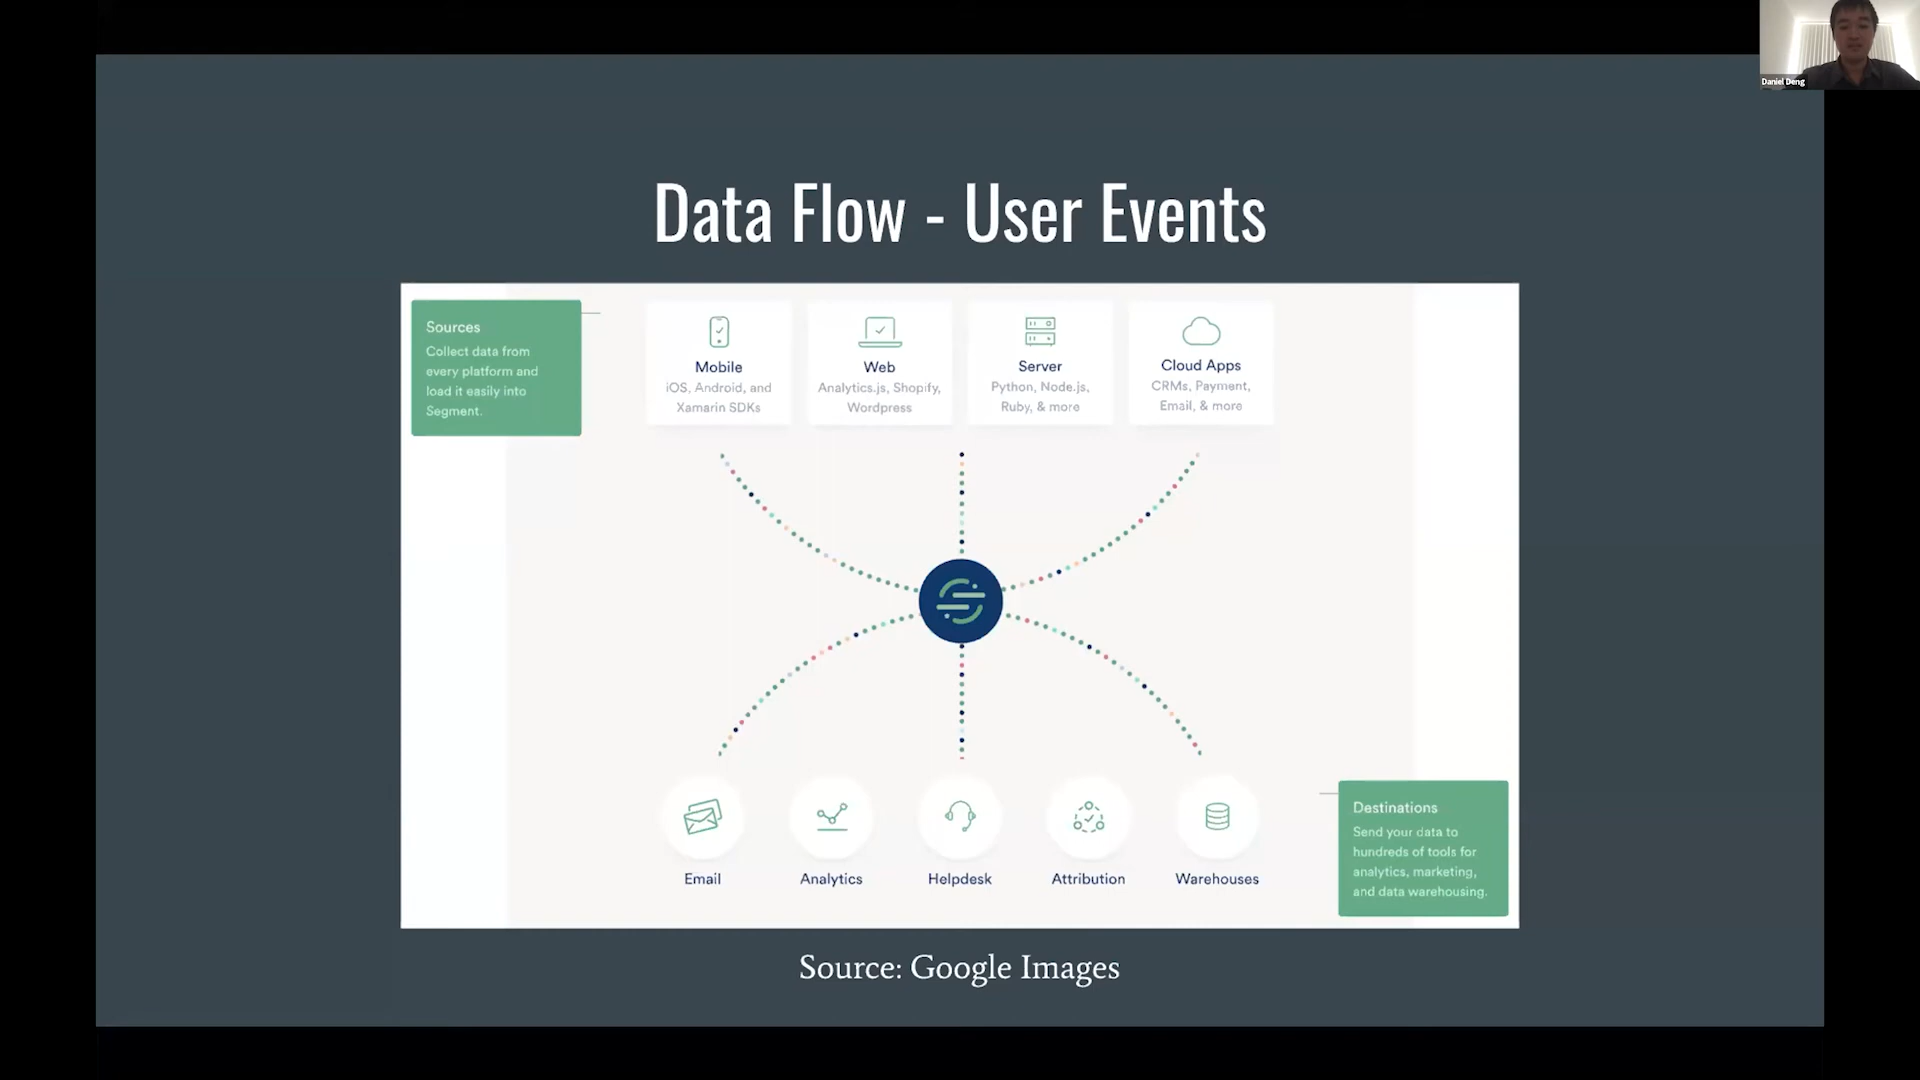 Daniel Deng
Data Flow - User Events
Sources
Collect data from
every platform and
load it easily into
Segment.
Mobile
iOS, Android, and
Xamarin SDKs
Web
Analytics.js, Shopify,
Wordpress
Server
Python, Node.js,
Ruby, & more
Cloud Apps
CRMs, Payment,
Email, & more
Email
Analytics
Helpdesk
Attribution
Warehouses
Destinations
Send your data to
hundreds of tools for
analytics, marketing,
and data warehousing.
Source: Google Images